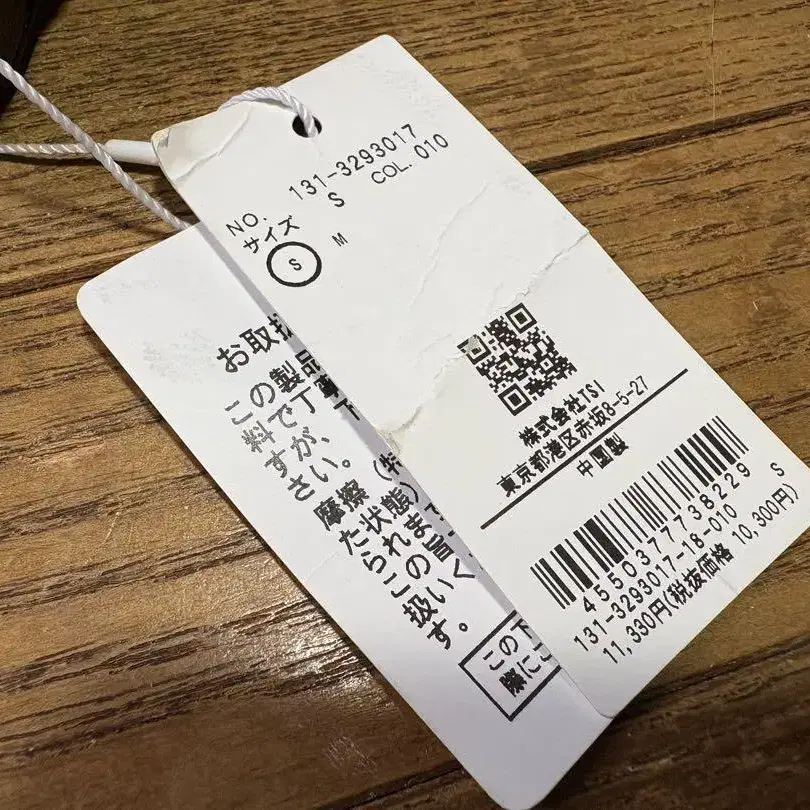 NO. 131-3293017
サイズ S COL. 010
S M
株式会社TSI
東京都港区赤坂8-5-27
中国製
4550377738229
131-3293017-18-010 S
11,330円(税抜価格 10,300円)
お取扱
この製品
料で丁
すが、
さい。
摩擦(
た状態)
られま
この旨
扱いく
す。
この下
際にこ